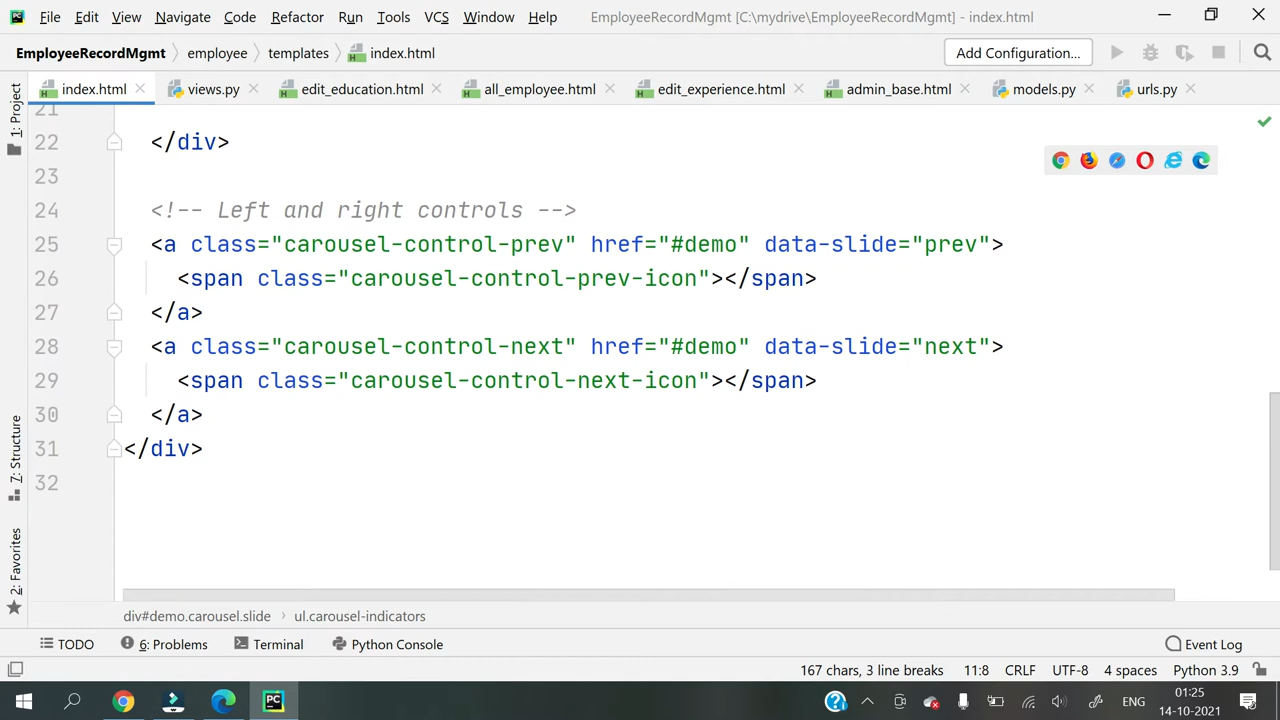 PC File Edit View Navigate Code Refactor Run Tools VCS Window Help EmployeeRecordMgmt [C:\mydrive\EmployeeRecordMgmt] - index.html
EmployeeRecordMgmt employee templates index.html Add Configuration...
index.html views.py edit_education.html all_employee.html edit_experience.html admin_base.html models.py urls.py
1: Project
7: Structure
2: Favorites
21
22 </div>
23
24 <!-- Left and right controls -->
25 <a class="carousel-control-prev" href="#demo" data-slide="prev">
26 <span class="carousel-control-prev-icon"></span>
27 </a>
28 <a class="carousel-control-next" href="#demo" data-slide="next">
29 <span class="carousel-control-next-icon"></span>
30 </a>
31 </div>
32
div#demo.carousel.slide ul.carousel-indicators
TODO 6: Problems Terminal Python Console Event Log
167 chars, 3 line breaks 11:8 CRLF UTF-8 4 spaces Python 3.9
PC ENG 01:25
14-10-2021